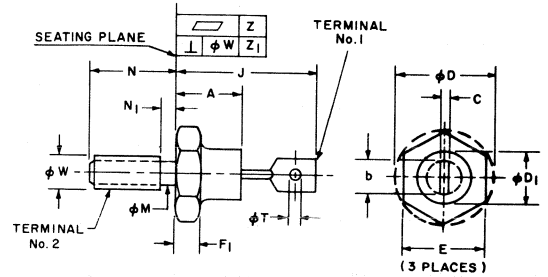 SEATING PLANE
▱ Z
⊥ φW Z1
TERMINAL
No.1
N
J
A
N1
φW
φM
φT
TERMINAL
No.2
F1
φD
C
b
φD1
E
(3 PLACES)